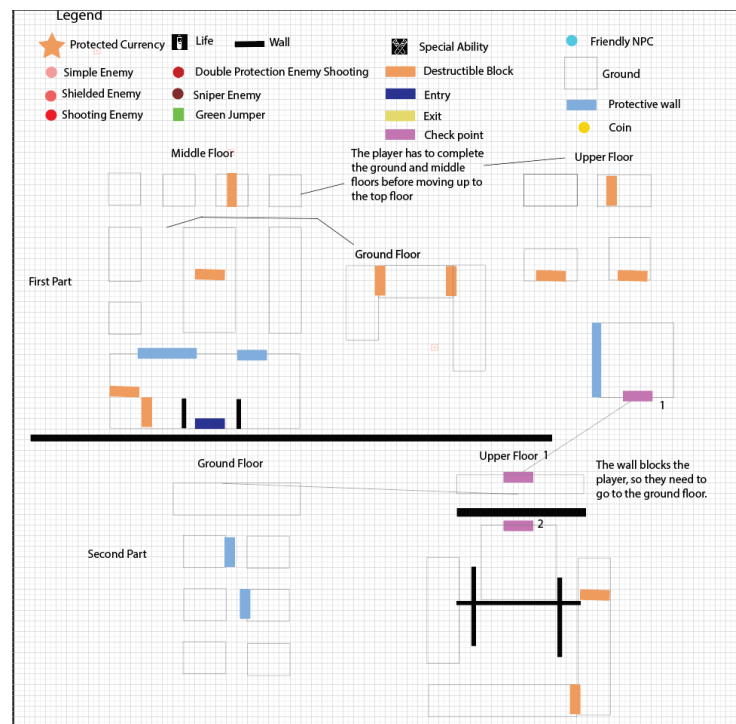 Legend
Protected Currency
Life
Wall
Special Ability
Friendly NPC
Simple Enemy
Double Protection Enemy Shooting
Destructible Block
Ground
Shielded Enemy
Sniper Enemy
Entry
Protective wall
Shooting Enemy
Green Jumper
Exit
Coin
Check point
Middle Floor
The player has to complete
the ground and middle
floors before moving up to
the top floor
Upper Floor
Ground Floor
First Part
1
Ground Floor
Upper Floor 1
The wall blocks the
player, so they need to
go to the ground floor.
2
Second Part